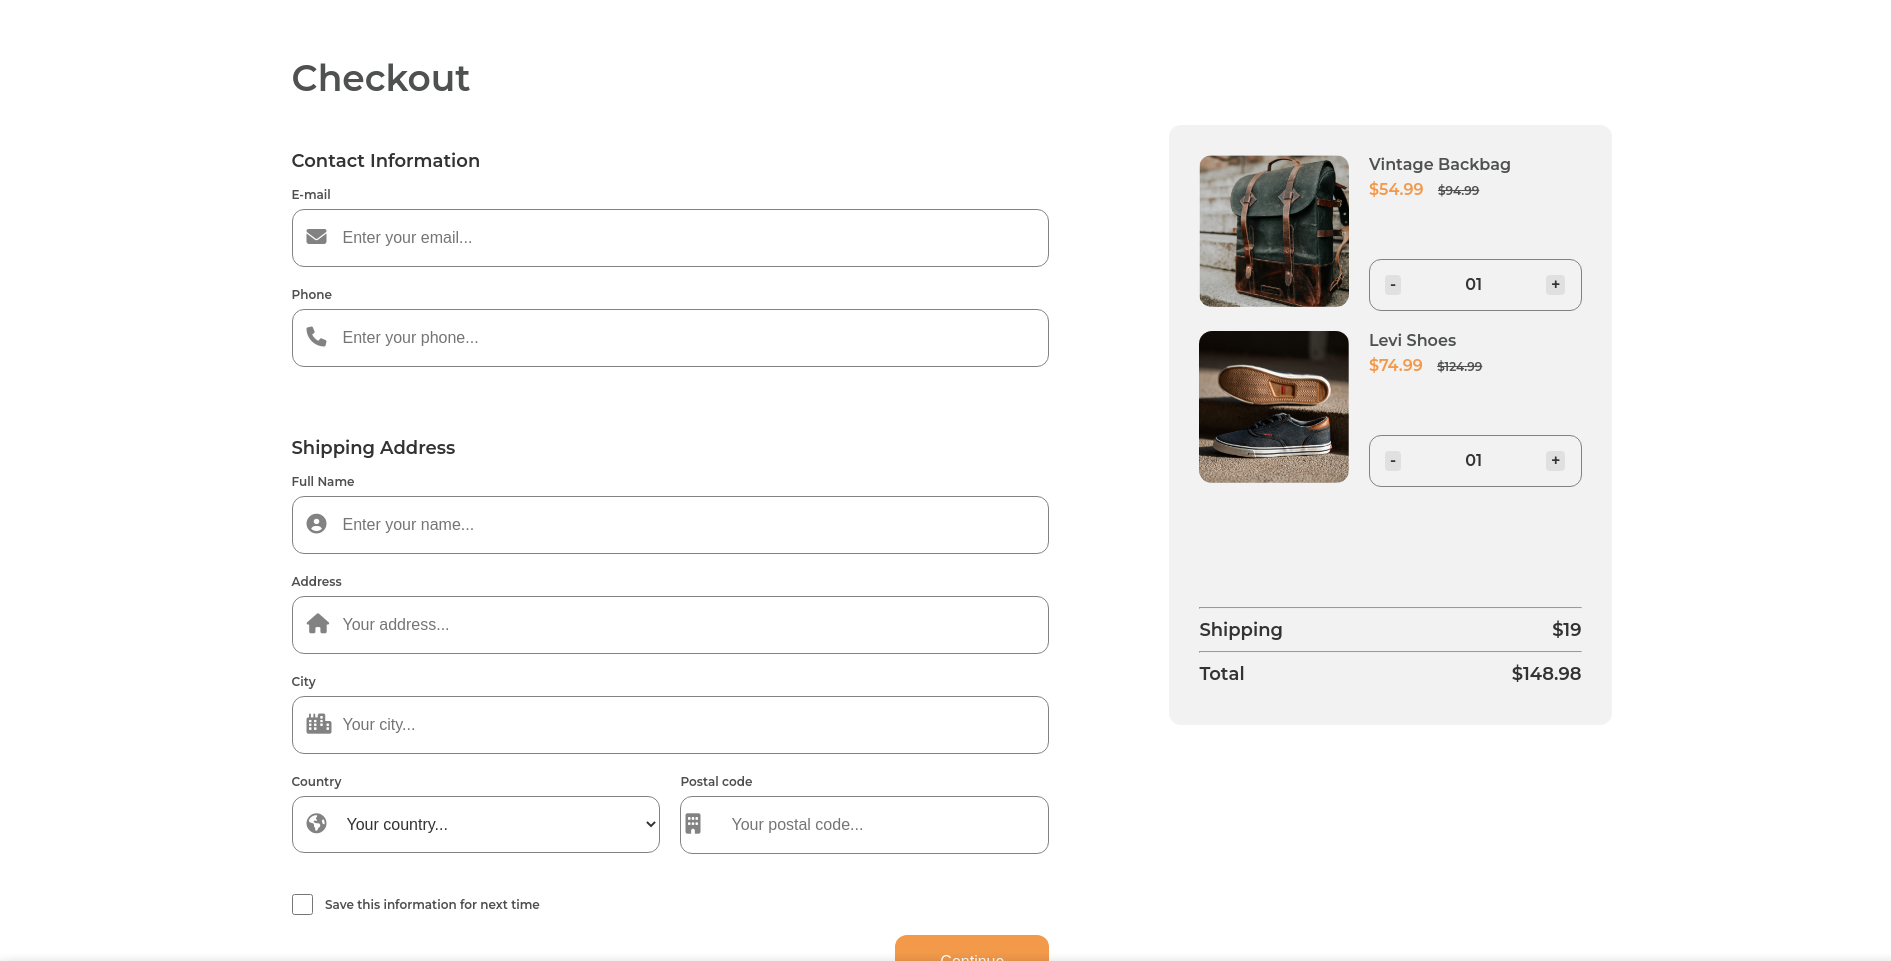 Checkout
Contact Information
E-mail
Enter your email...
Phone
Enter your phone...
Shipping Address
Full Name
Enter your name...
Address
Your address...
City
Your city...
Country
Your country...
Postal code
Your postal code...
Save this information for next time
Continue
Vintage Backbag
$54.99 $94.99
- 01 +
Levi Shoes
$74.99 $124.99
- 01 +
Shipping $19
Total $148.98